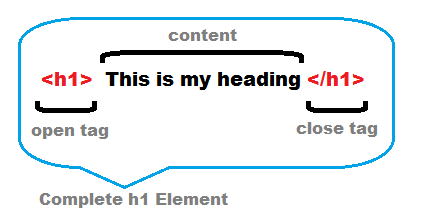 content
<h1> This is my heading </h1>
open tag
close tag
Complete h1 Element